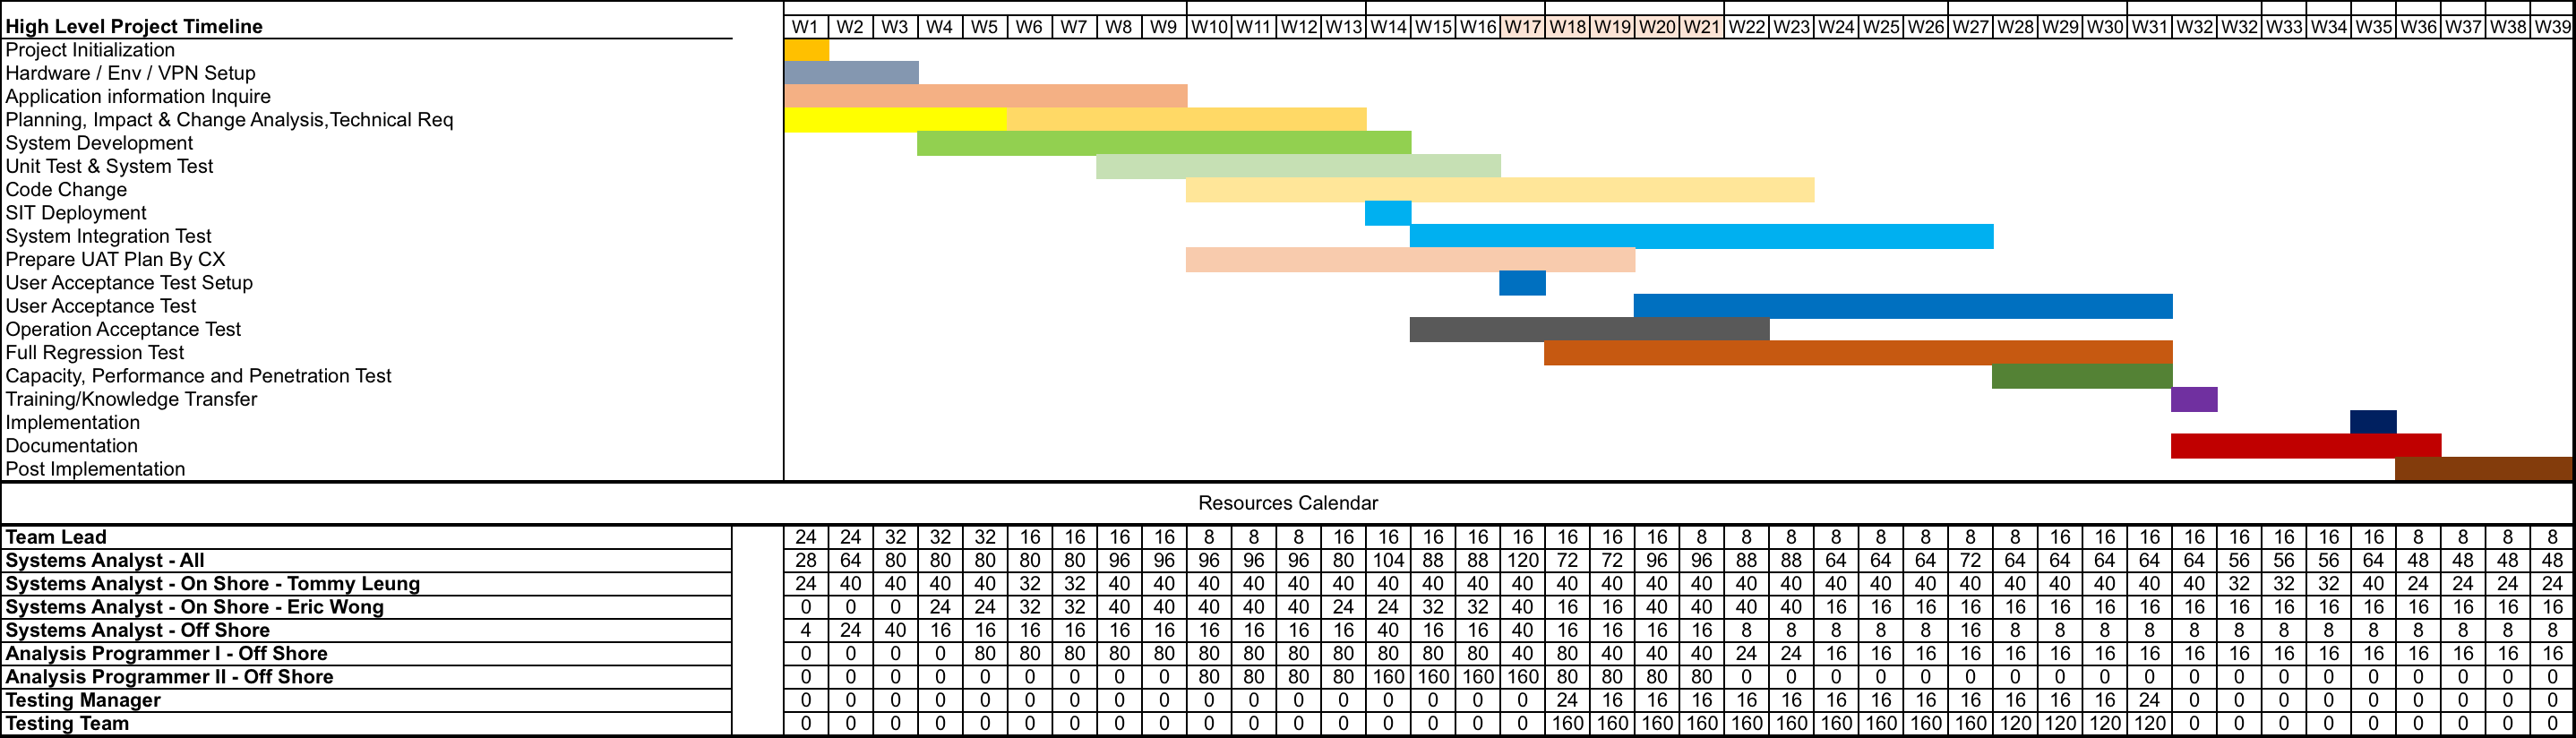 High Level Project Timeline W1 W2 W3 W4 W5 W6 W7 W8 W9 W10 W11 W12 W13 W14 W15 W16 W17 W18 W19 W20 W21 W22 W23 W24 W25 W26 W27 W28 W29 W30 W31 W32 W32 W33 W34 W35 W36 W37 W38 W39
Project Initialization
Hardware / Env / VPN Setup
Application information Inquire
Planning, Impact & Change Analysis,Technical Req
System Development
Unit Test & System Test
Code Change
SIT Deployment
System Integration Test
Prepare UAT Plan By CX
User Acceptance Test Setup
User Acceptance Test
Operation Acceptance Test
Full Regression Test
Capacity, Performance and Penetration Test
Training/Knowledge Transfer
Implementation
Documentation
Post Implementation
Resources Calendar
Team Lead 24 24 32 32 32 16 16 16 16 8 8 8 16 16 16 16 16 16 16 16 8 8 8 8 8 8 8 8 16 16 16 16 16 16 16 16 8 8 8 8
Systems Analyst - All 28 64 80 80 80 80 80 96 96 96 96 96 80 104 88 88 120 72 72 96 96 88 88 64 64 64 72 64 64 64 64 64 56 56 56 64 48 48 48 48
Systems Analyst - On Shore - Tommy Leung 24 40 40 40 40 32 32 40 40 40 40 40 40 40 40 40 40 40 40 40 40 40 40 40 40 40 40 40 40 40 40 40 32 32 32 40 24 24 24 24
Systems Analyst - On Shore - Eric Wong 0 0 0 24 24 32 32 40 40 40 40 40 24 24 32 32 40 16 16 40 40 40 40 16 16 16 16 16 16 16 16 16 16 16 16 16 16 16 16 16
Systems Analyst - Off Shore 4 24 40 16 16 16 16 16 16 16 16 16 16 40 16 16 40 16 16 16 16 8 8 8 8 8 16 8 8 8 8 8 8 8 8 8 8 8 8 8
Analysis Programmer I - Off Shore 0 0 0 0 80 80 80 80 80 80 80 80 80 80 80 80 40 80 40 40 40 24 24 16 16 16 16 16 16 16 16 16 16 16 16 16 16 16 16 16
Analysis Programmer II - Off Shore 0 0 0 0 0 0 0 0 0 80 80 80 80 160 160 160 160 80 80 80 80 0 0 0 0 0 0 0 0 0 0 0 0 0 0 0 0 0 0 0
Testing Manager 0 0 0 0 0 0 0 0 0 0 0 0 0 0 0 0 0 24 16 16 16 16 16 16 16 16 16 16 16 16 24 0 0 0 0 0 0 0 0 0
Testing Team 0 0 0 0 0 0 0 0 0 0 0 0 0 0 0 0 0 160 160 160 160 160 160 160 160 160 160 120 120 120 120 0 0 0 0 0 0 0 0 0